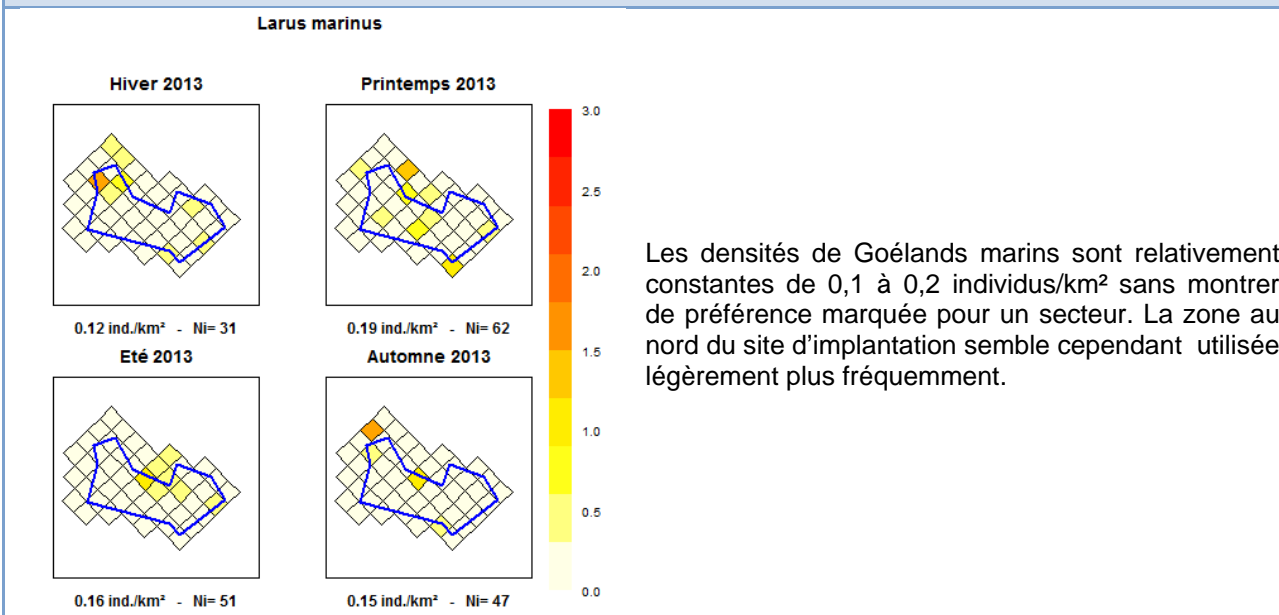 Larus marinus
Hiver 2013
Printemps 2013
3.0
2.5
2.0
1.5
1.0
0.5
0.0
0.12 ind./km² - Ni= 31
0.19 ind./km² - Ni= 62
Eté 2013
Automne 2013
0.16 ind./km² - Ni= 51
0.15 ind./km² - Ni= 47
Les densités de Goélands marins sont relativement
constantes de 0,1 à 0,2 individus/km² sans montrer
de préférence marquée pour un secteur. La zone au
nord du site d'implantation semble cependant utilisée
légèrement plus fréquemment.